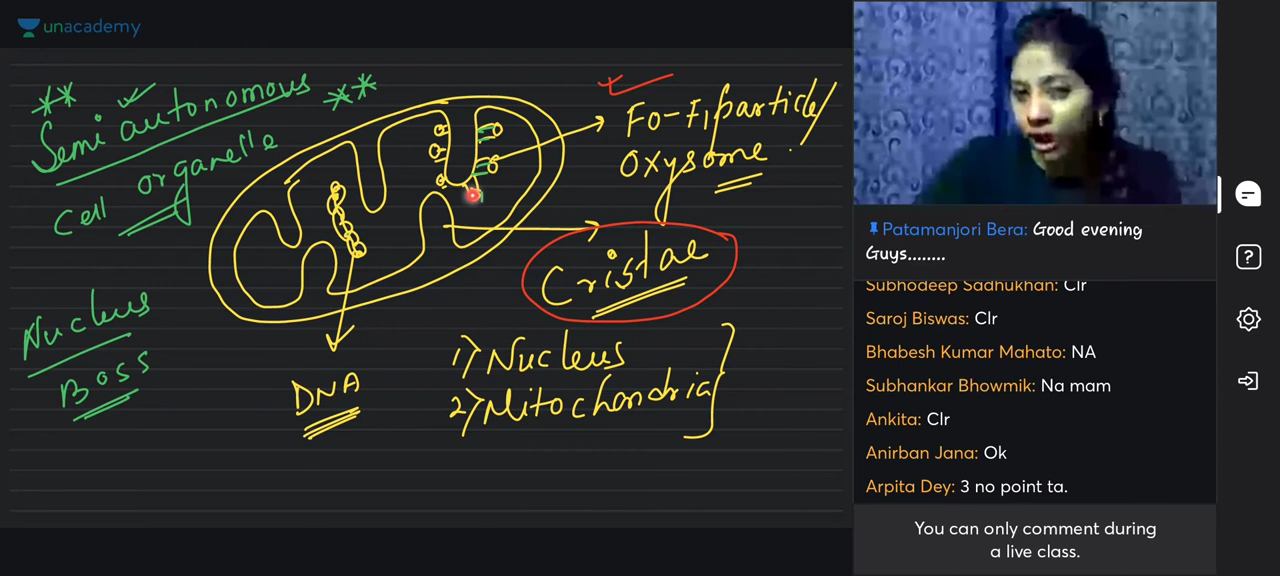 unacademy
** Semi autonomous **
Cell organelle
Nucleus
Boss
Fo-F1 particle/
oxysome.
Cristae
DNA
1) Nucleus
2) Mitochondria
Patamanjori Bera: Good evening
Guys........
Subhodeep Sadhukhan: Clr
Saroj Biswas: Clr
Bhabesh Kumar Mahato: NA
Subhankar Bhowmik: Na mam
Ankita: Clr
Anirban Jana: Ok
Arpita Dey: 3 no point ta.
You can only comment during
a live class.